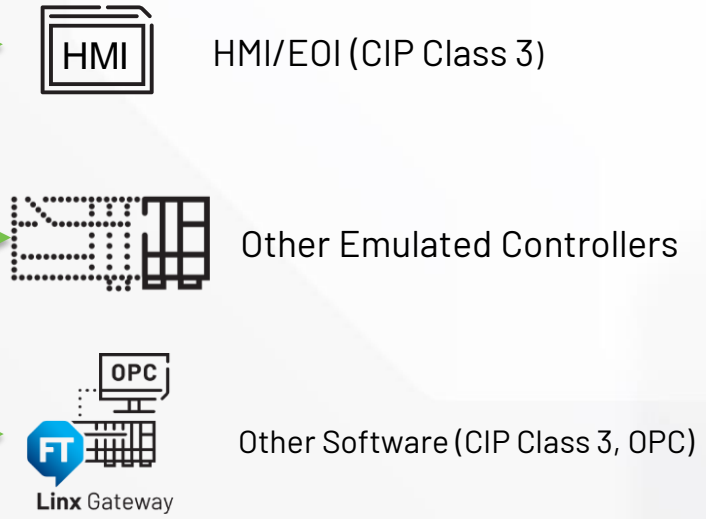 HMI
HMI/EOI (CIP Class 3)
Other Emulated Controllers
OPC
FT
Linx Gateway
Other Software (CIP Class 3, OPC)